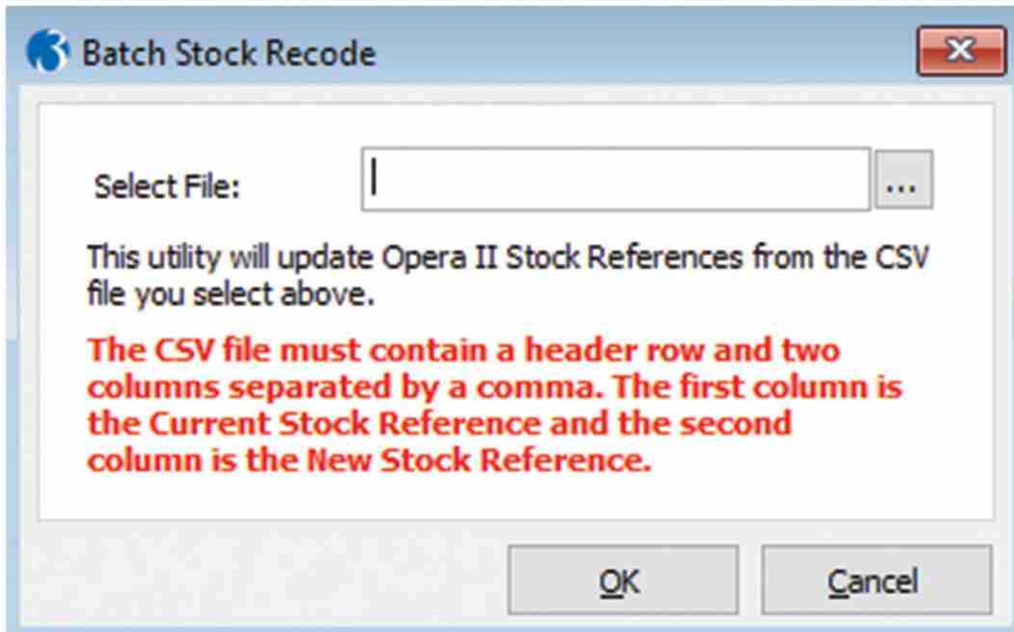 Batch Stock Recode
Select File:
...
This utility will update Opera II Stock References from the CSV
file you select above.
The CSV file must contain a header row and two
columns separated by a comma. The first column is
the Current Stock Reference and the second
column is the New Stock Reference.
OK Cancel